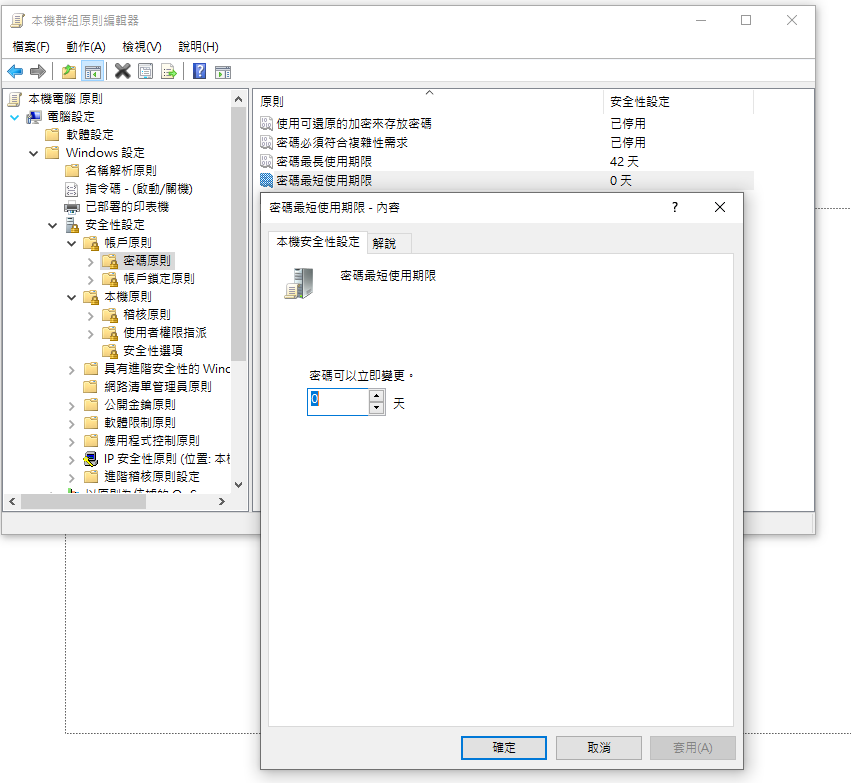 本機群組原則編輯器
檔案(F) 動作(A) 檢視(V) 說明(H)
本機電腦 原則
電腦設定
軟體設定
Windows 設定
名稱解析原則
指令碼 - (啟動/關機)
已部署的印表機
安全性設定
帳戶原則
密碼原則
帳戶鎖定原則
本機原則
稽核原則
使用者權限指派
安全性選項
具有進階安全性的 Winc
網路清單管理員原則
公開金鑰原則
軟體限制原則
應用程式控制原則
IP 安全性原則 (位置: 本機
進階稽核原則設定
以原則為依據的 QoS
原則 安全性設定
使用可還原的加密來存放密碼 已停用
密碼必須符合複雜性需求 已停用
密碼最長使用期限 42 天
密碼最短使用期限 0 天
密碼最短使用期限 - 內容 ?
本機安全性設定 解說
密碼最短使用期限
密碼可以立即變更。
0 天
確定 取消 套用(A)